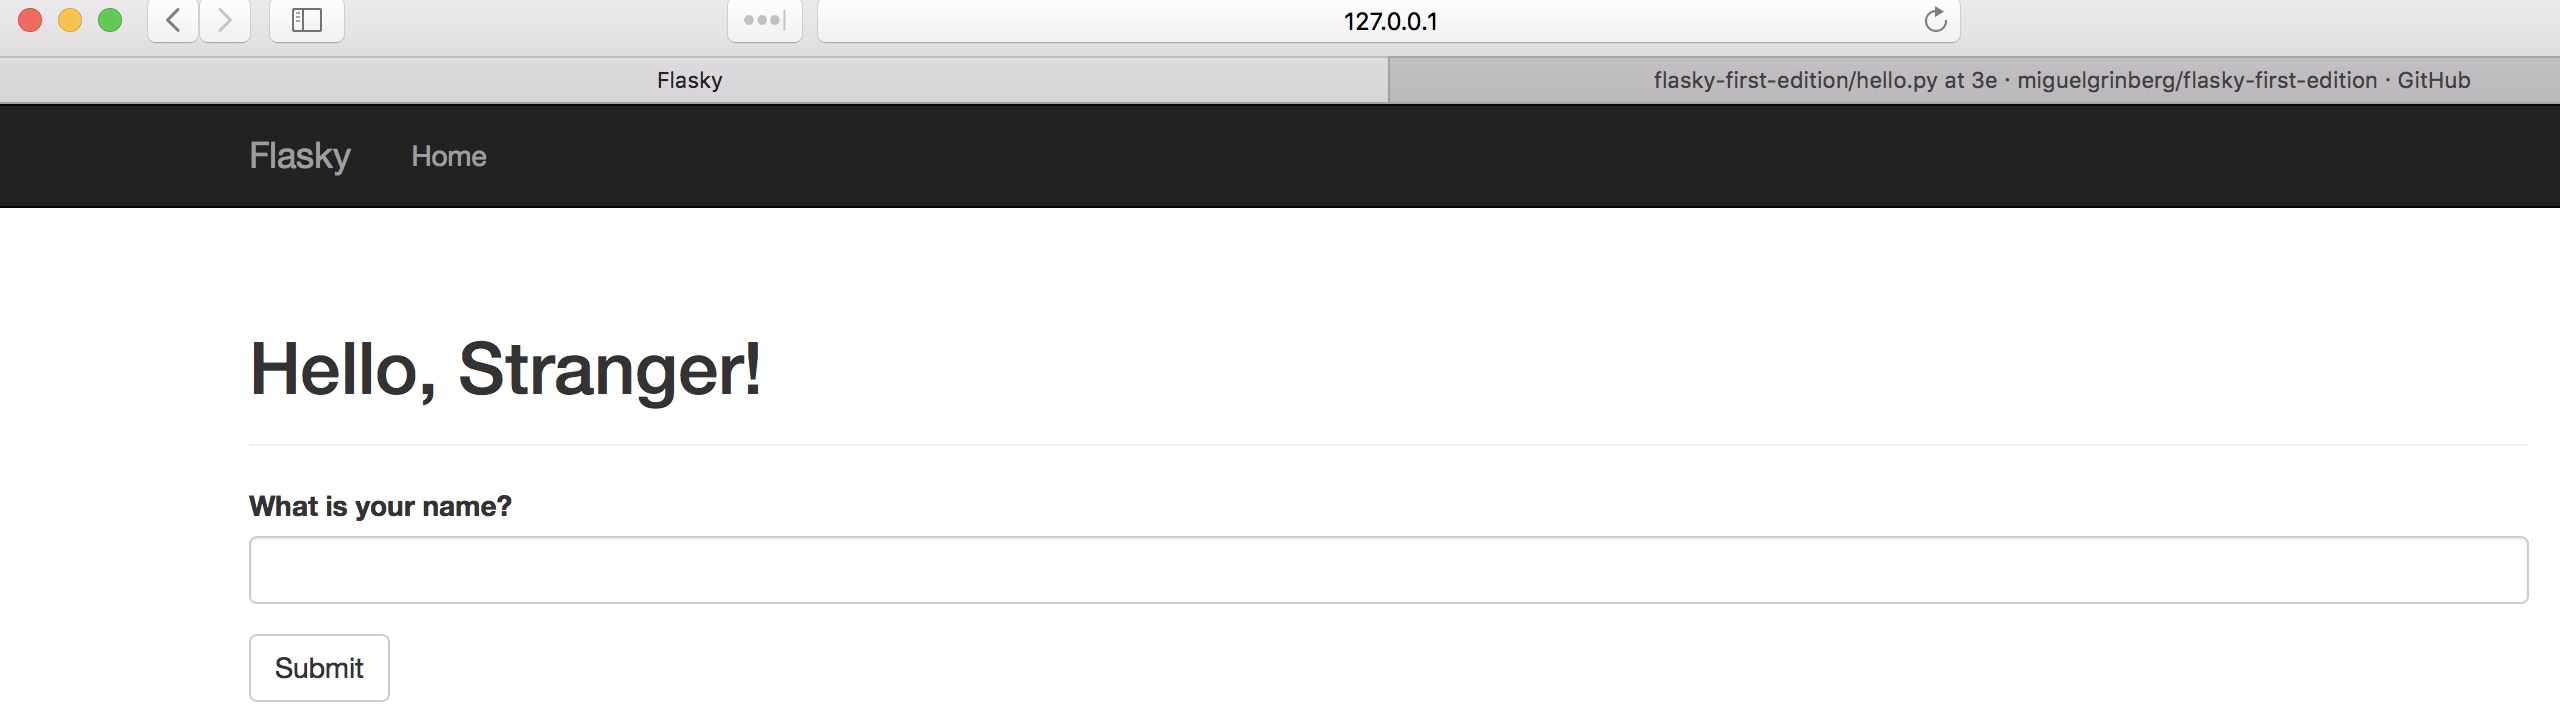 127.0.0.1
Flasky
flasky-first-edition/hello.py at 3e · miguelgrinberg/flasky-first-edition · GitHub
Flasky Home
Hello, Stranger!
What is your name?
Submit